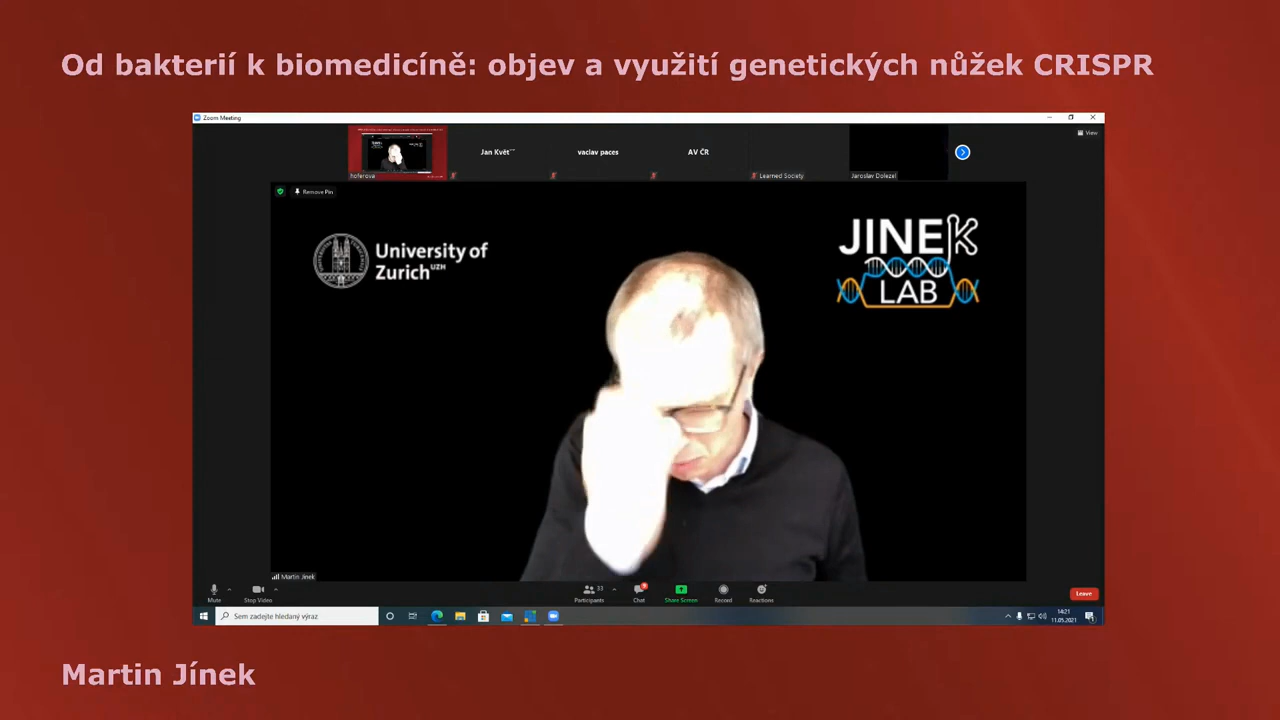 Od bakterií k biomedicíně: objev a využití genetických nůžek CRISPR
Zoom Meeting
View
hoferova
Jan Květ
vaclav paces
AV ČR
Learned Society
Jaroslav Dolezel
Remove Pin
University of
Zurich UZH
JINEK
LAB
Martin Jínek
Mute
Stop Video
33
Participants
Chat
Share Screen
Record
Reactions
Leave
Sem zadejte hledaný výraz
14:21
11.05.2021
Martin Jínek